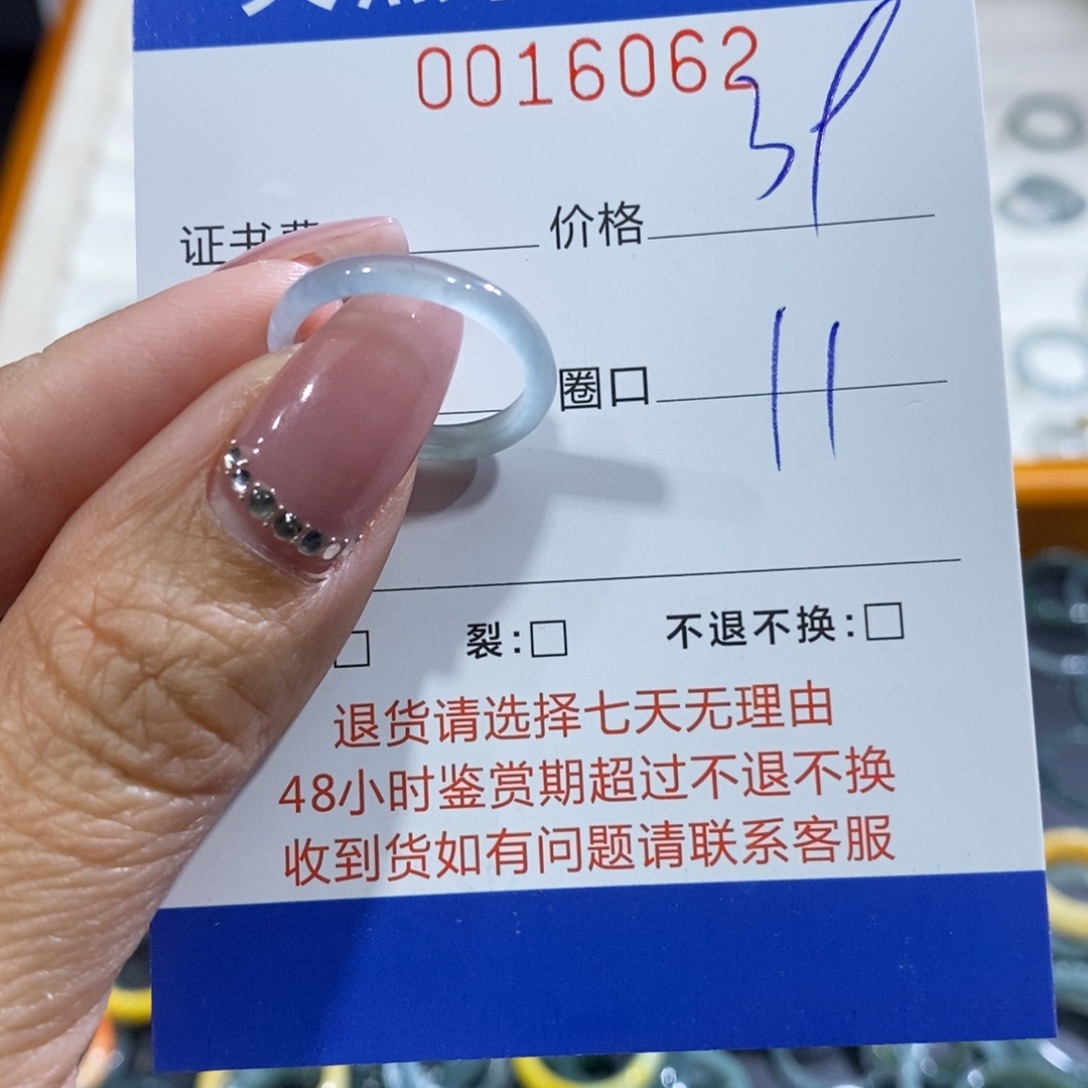 0016062
证书费 价格
圈口 11
裂:□ 不退不换:□
退货请选择七天无理由
48小时鉴赏期超过不退不换
收到货如有问题请联系客服